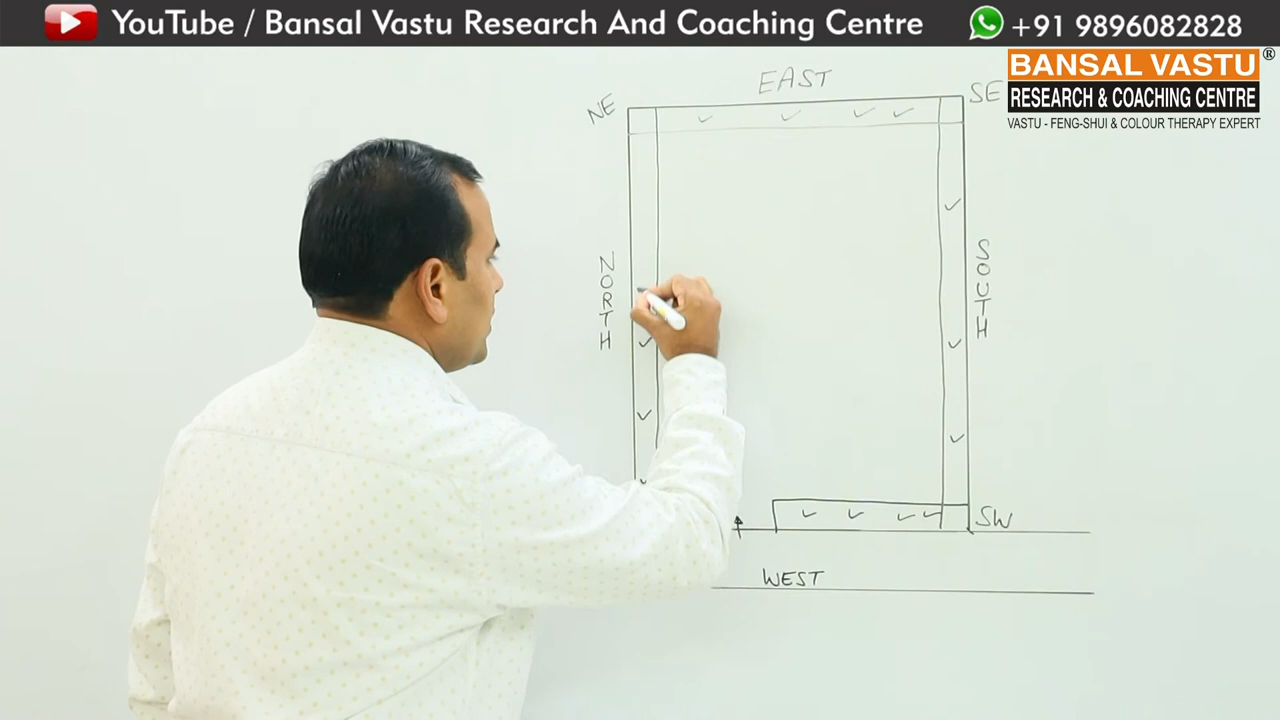 YouTube / Bansal Vastu Research And Coaching Centre
+91 9896082828
BANSAL VASTU®
RESEARCH & COACHING CENTRE
VASTU - FENG-SHUI & COLOUR THERAPY EXPERT
EAST
NE
SE
NORTH
SOUTH
SW
WEST